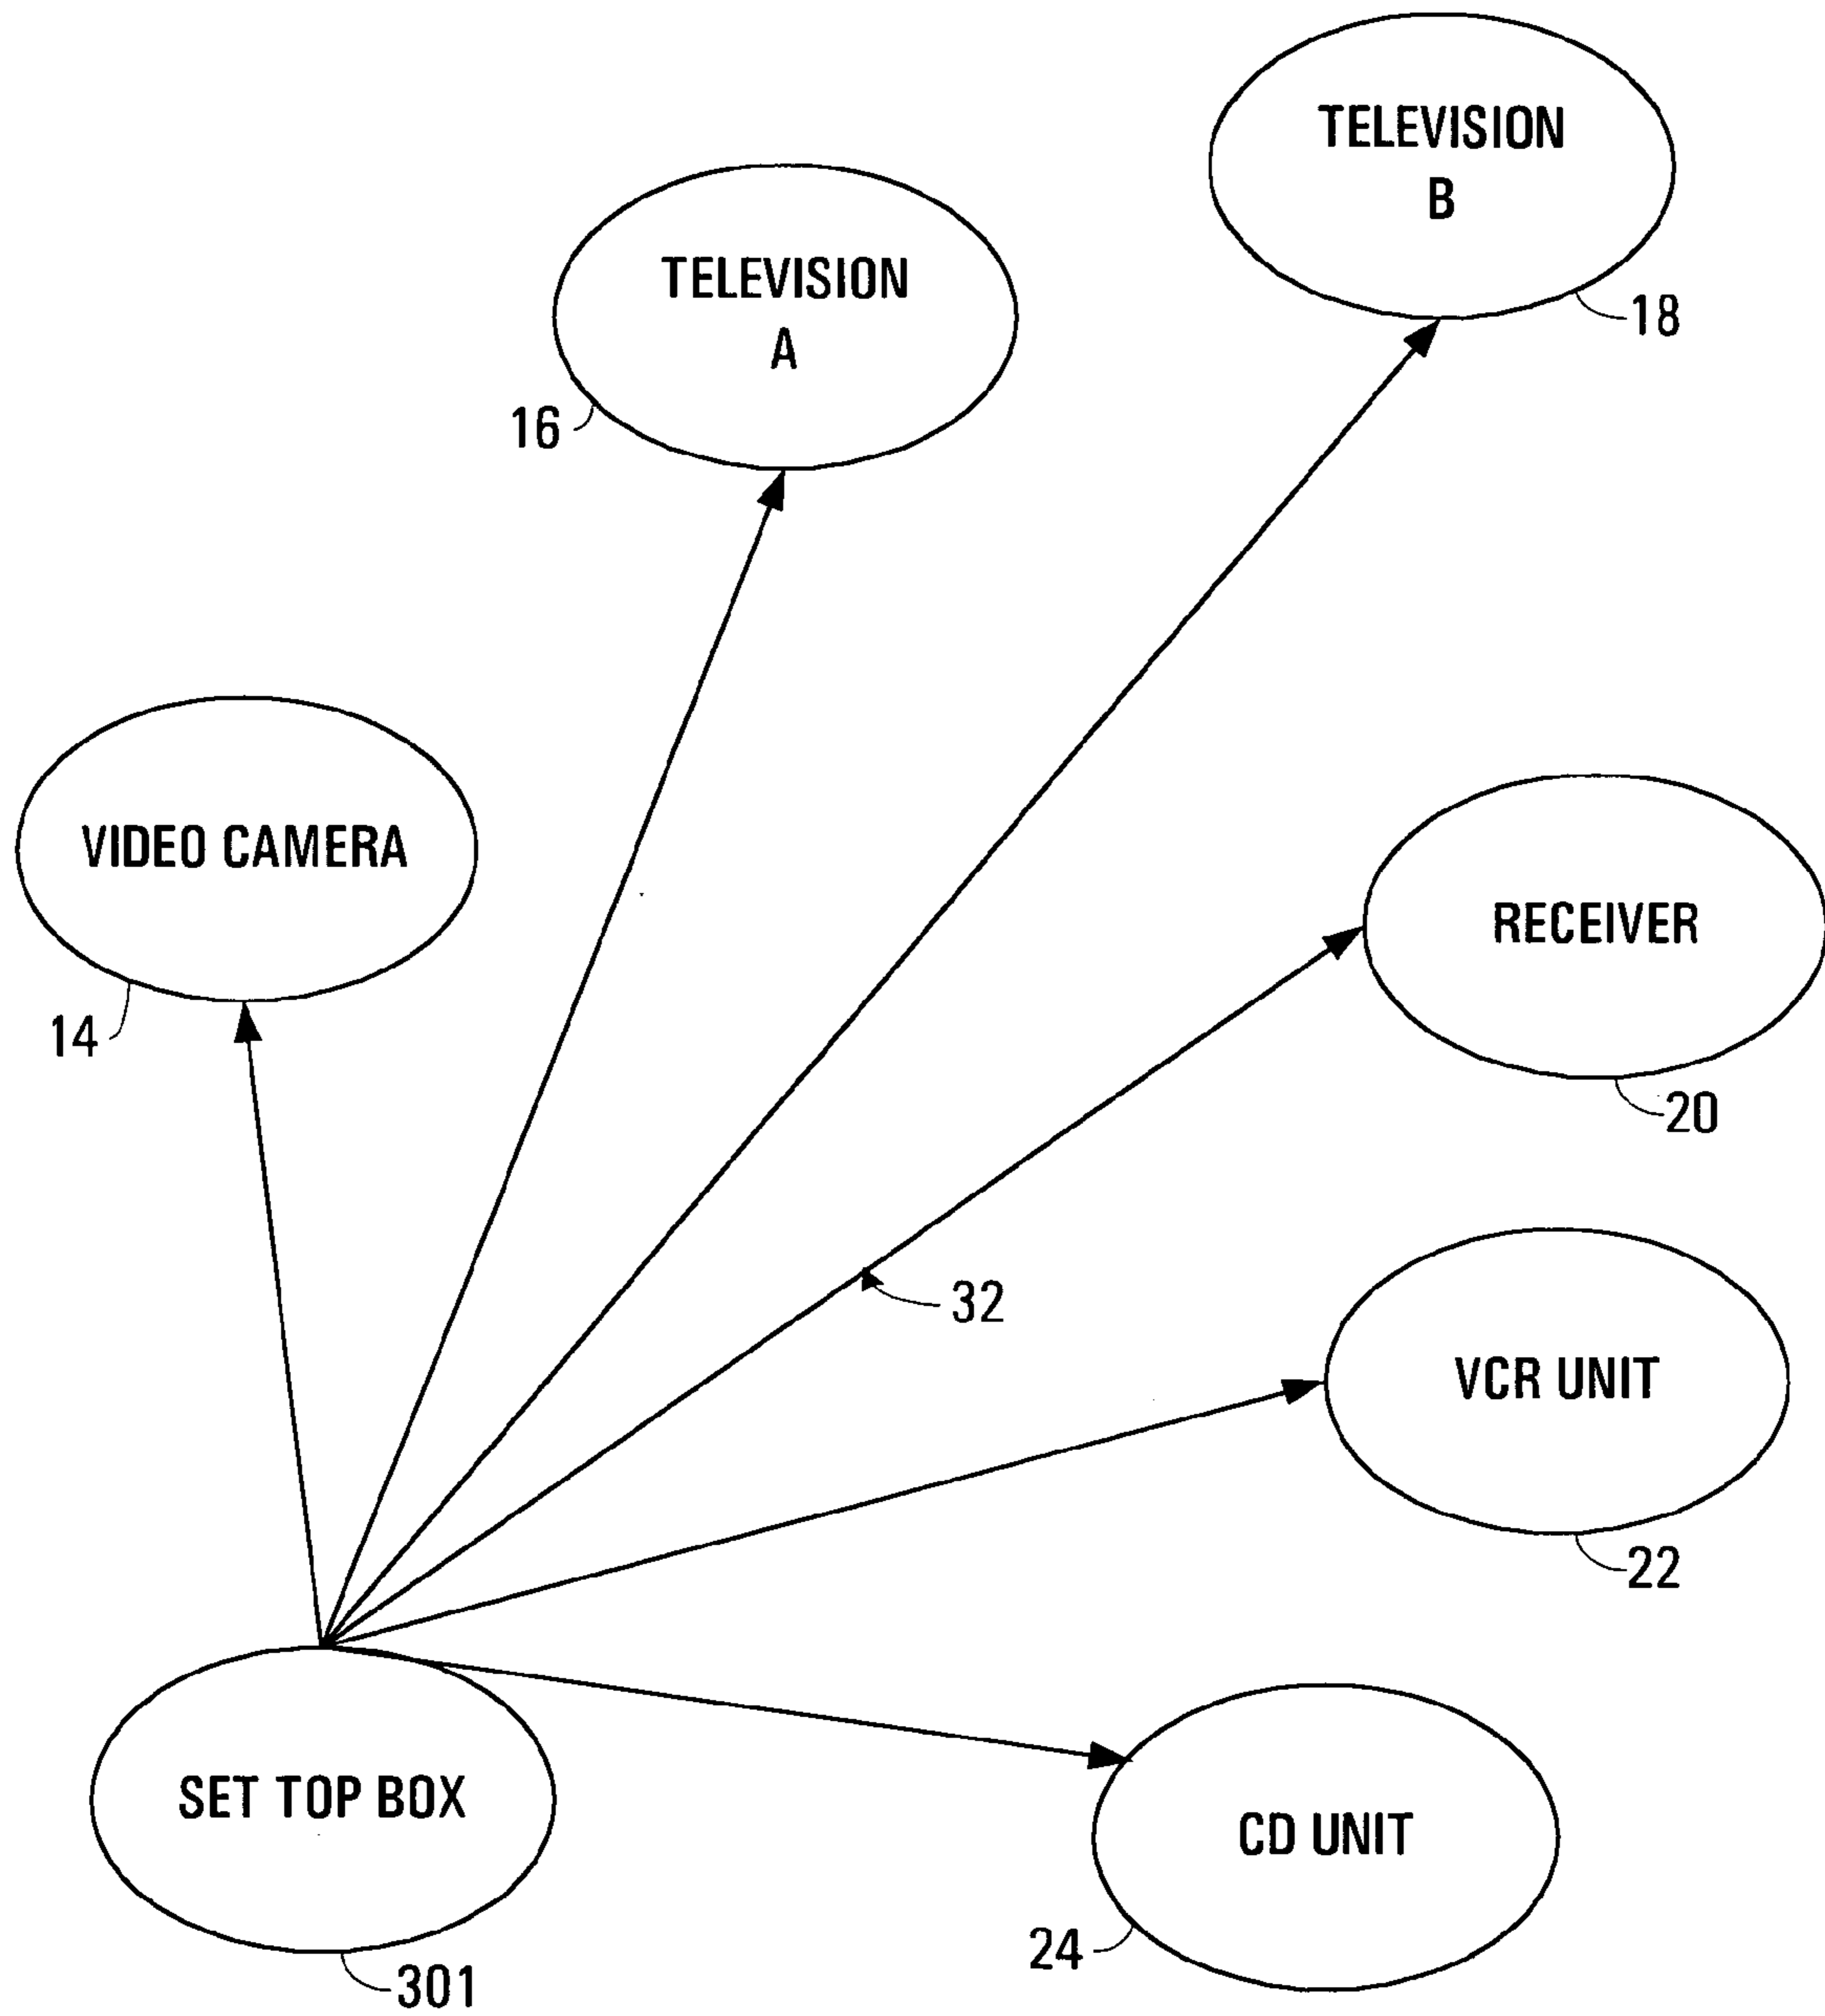 TELEVISION
B
18
TELEVISION
A
16
VIDEO CAMERA
14
RECEIVER
20
32
VCR UNIT
22
SET TOP BOX
301
CD UNIT
24